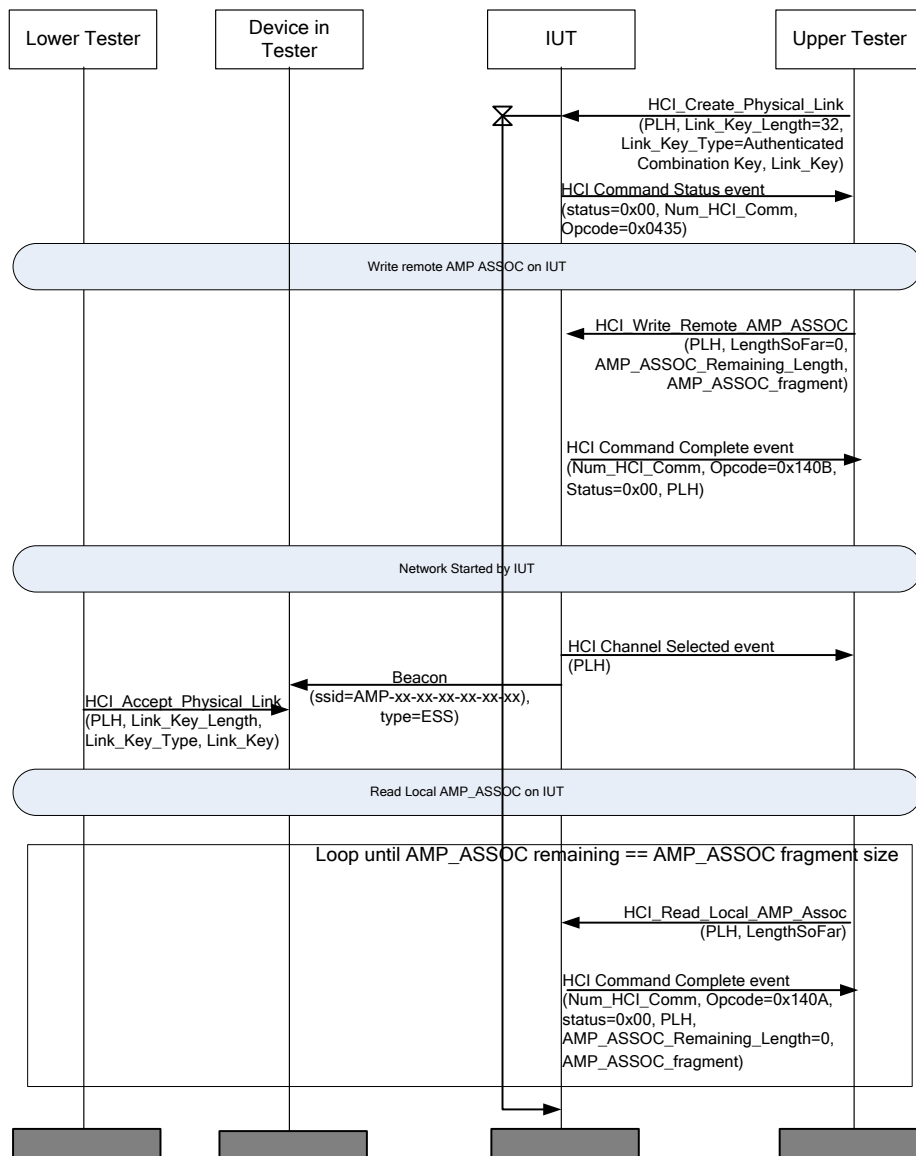 Lower Tester
Device in
Tester
IUT
Upper Tester
HCI_Create_Physical_Link
(PLH, Link_Key_Length=32,
Link_Key_Type=Authenticated
Combination Key, Link_Key)
HCI Command Status event
(status=0x00, Num_HCI_Comm,
Opcode=0x0435)
Write remote AMP ASSOC on IUT
HCI_Write_Remote_AMP_ASSOC
(PLH, LengthSoFar=0,
AMP_ASSOC_Remaining_Length,
AMP_ASSOC_fragment)
HCI Command Complete event
(Num_HCI_Comm, Opcode=0x140B,
Status=0x00, PLH)
Network Started by IUT
HCI Channel Selected event
(PLH)
Beacon
(ssid=AMP-xx-xx-xx-xx-xx-xx),
type=ESS)
HCI_Accept_Physical_Link
(PLH, Link_Key_Length,
Link_Key_Type, Link_Key)
Read Local AMP_ASSOC on IUT
Loop until AMP_ASSOC remaining == AMP_ASSOC fragment size
HCI_Read_Local_AMP_Assoc
(PLH, LengthSoFar)
HCI Command Complete event
(Num_HCI_Comm, Opcode=0x140A,
status=0x00, PLH,
AMP_ASSOC_Remaining_Length=0,
AMP_ASSOC_fragment)